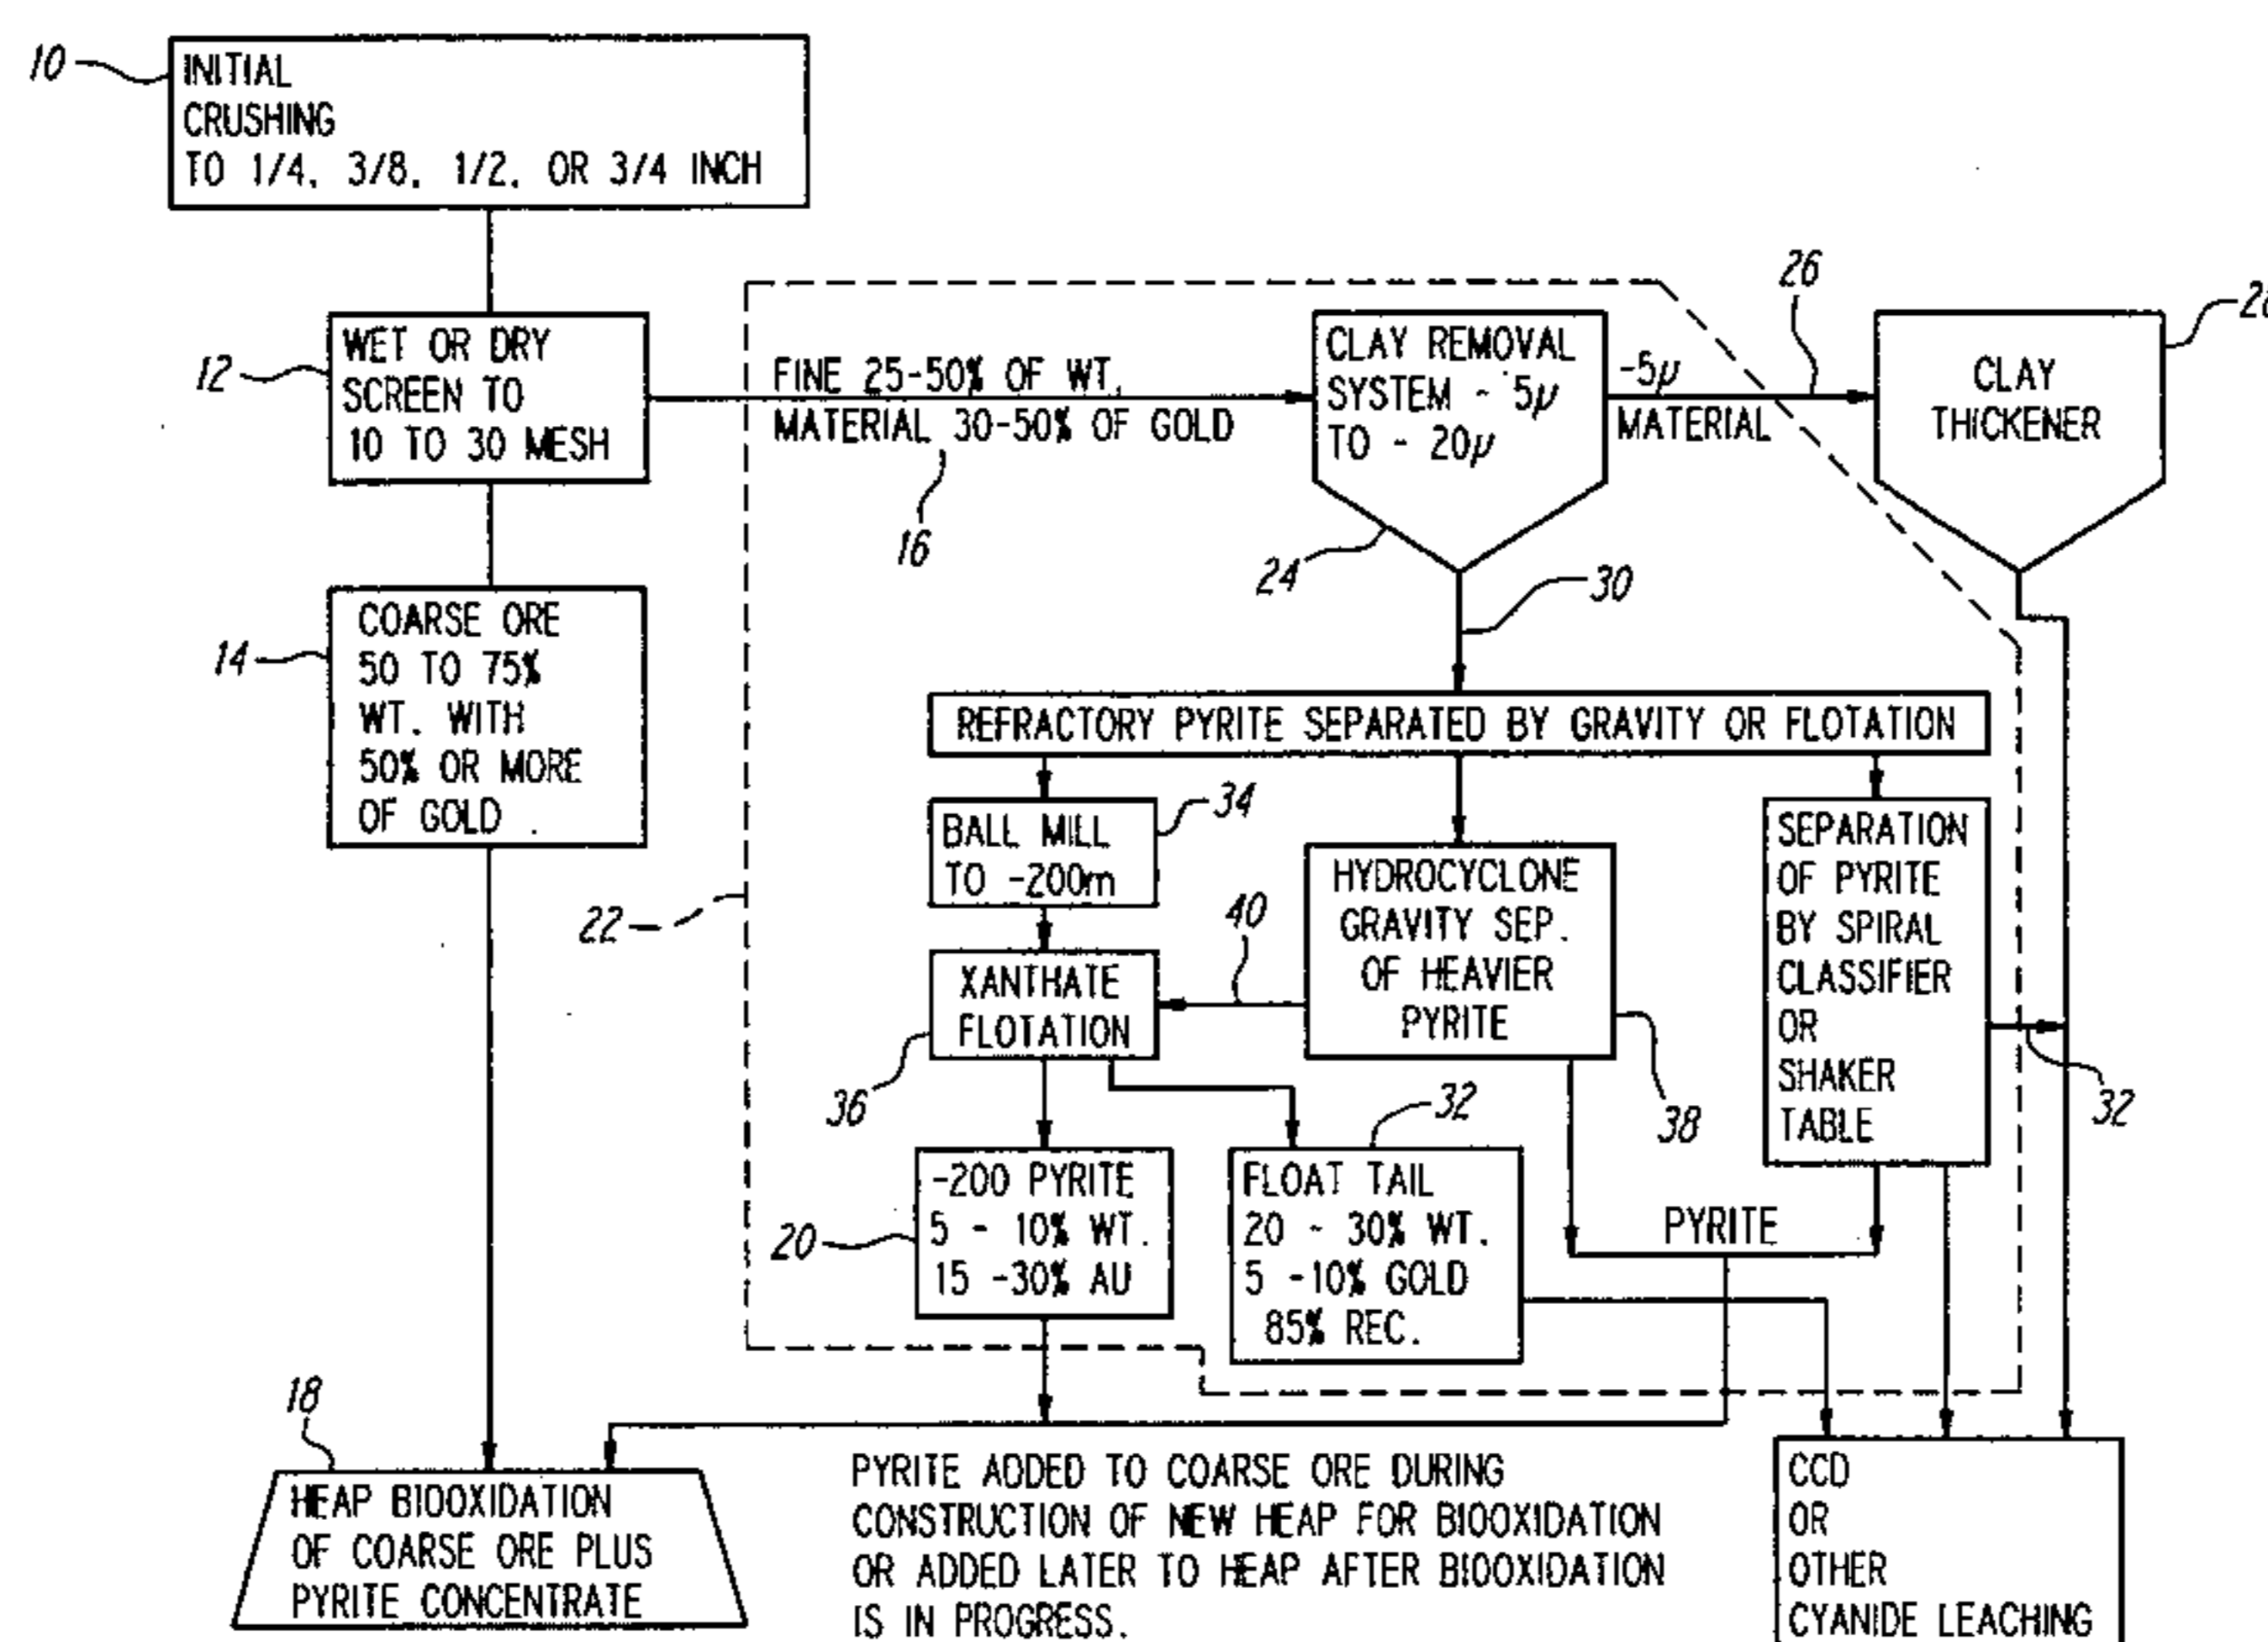 10
INITIAL
CRUSHING
TO 1/4, 3/8, 1/2, OR 3/4 INCH
12
WET OR DRY
SCREEN TO
10 TO 30 MESH
FINE 25-50% OF WT.
MATERIAL 30-50% OF GOLD
16
CLAY REMOVAL
SYSTEM - 5µ
TO - 20µ
24
-5µ
MATERIAL
26
CLAY
THICKENER
30
14
COARSE ORE
50 TO 75%
WT. WITH
50% OR MORE
OF GOLD
22
REFRACTORY PYRITE SEPARATED BY GRAVITY OR FLOTATION
BALL MILL
TO -200m
34
HYDROCYCLONE
GRAVITY SEP.
OF HEAVIER
PYRITE
38
40
SEPARATION
OF PYRITE
BY SPIRAL
CLASSIFIER
OR
SHAKER
TABLE
32
XANTHATE
FLOTATION
36
20
-200 PYRITE
5 - 10% WT.
15 -30% AU
32
FLOAT TAIL
20 - 30% WT.
5 -10% GOLD
85% REC.
PYRITE
18
HEAP BIOOXIDATION
OF COARSE ORE PLUS
PYRITE CONCENTRATE
PYRITE ADDED TO COARSE ORE DURING
CONSTRUCTION OF NEW HEAP FOR BIOOXIDATION
OR ADDED LATER TO HEAP AFTER BIOOXIDATION
IS IN PROGRESS.
CCD
OR
OTHER
CYANIDE LEACHING